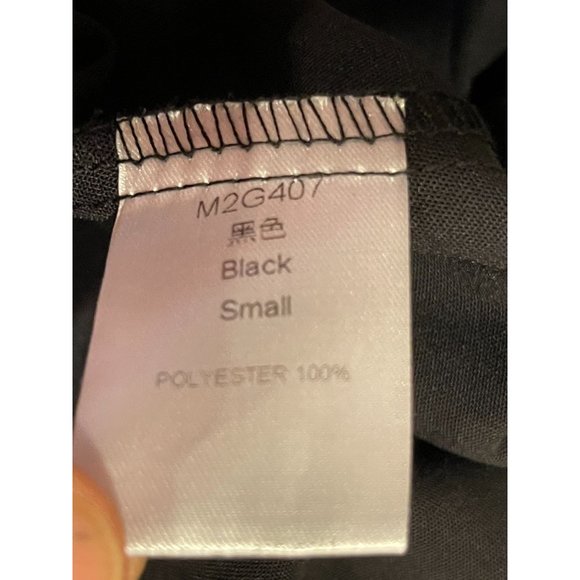 M2G407
黑色
Black
Small
POLYESTER 100%